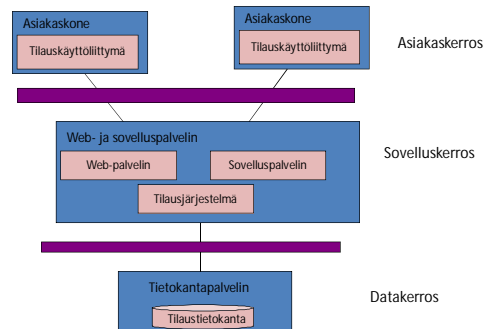 Asiakaskone
Tilauskäyttöliittymä
Asiakaskone
Tilauskäyttöliittymä
Asiakaskerros
Web- ja sovelluspalvelin
Web-palvelin
Sovelluspalvelin
Tilausjärjestelmä
Sovelluskerros
Tietokantapalvelin
Tilaustietokanta
Datakerros